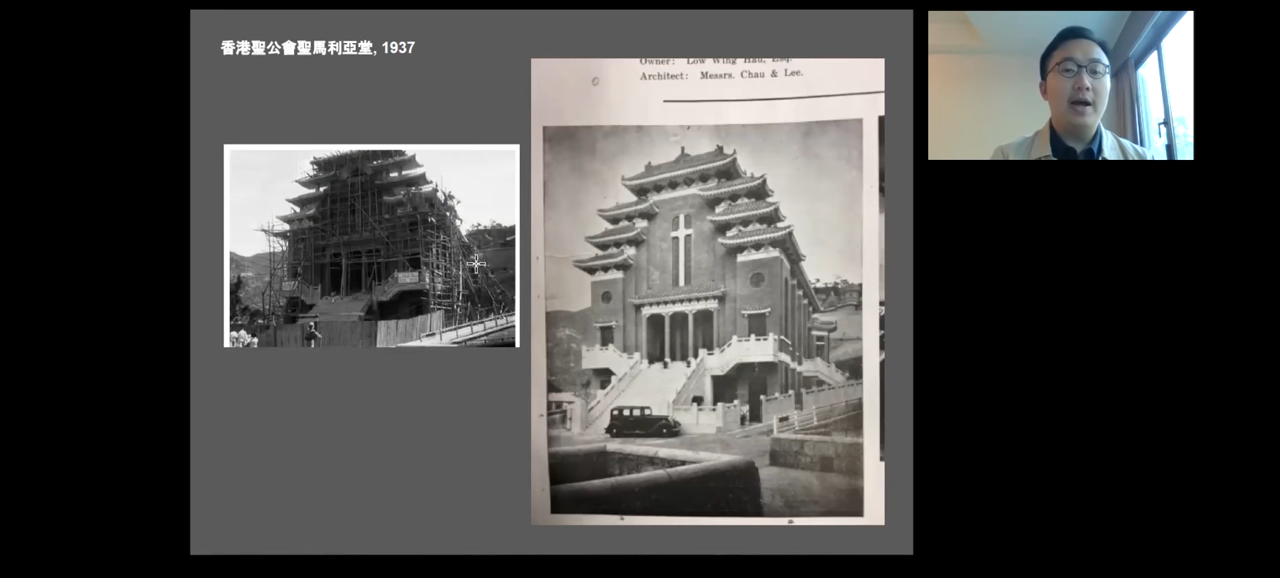 香港聖公會聖馬利亞堂, 1937
Owner: Low Wing Hau, Esq.
Architect: Messrs. Chau & Lee.